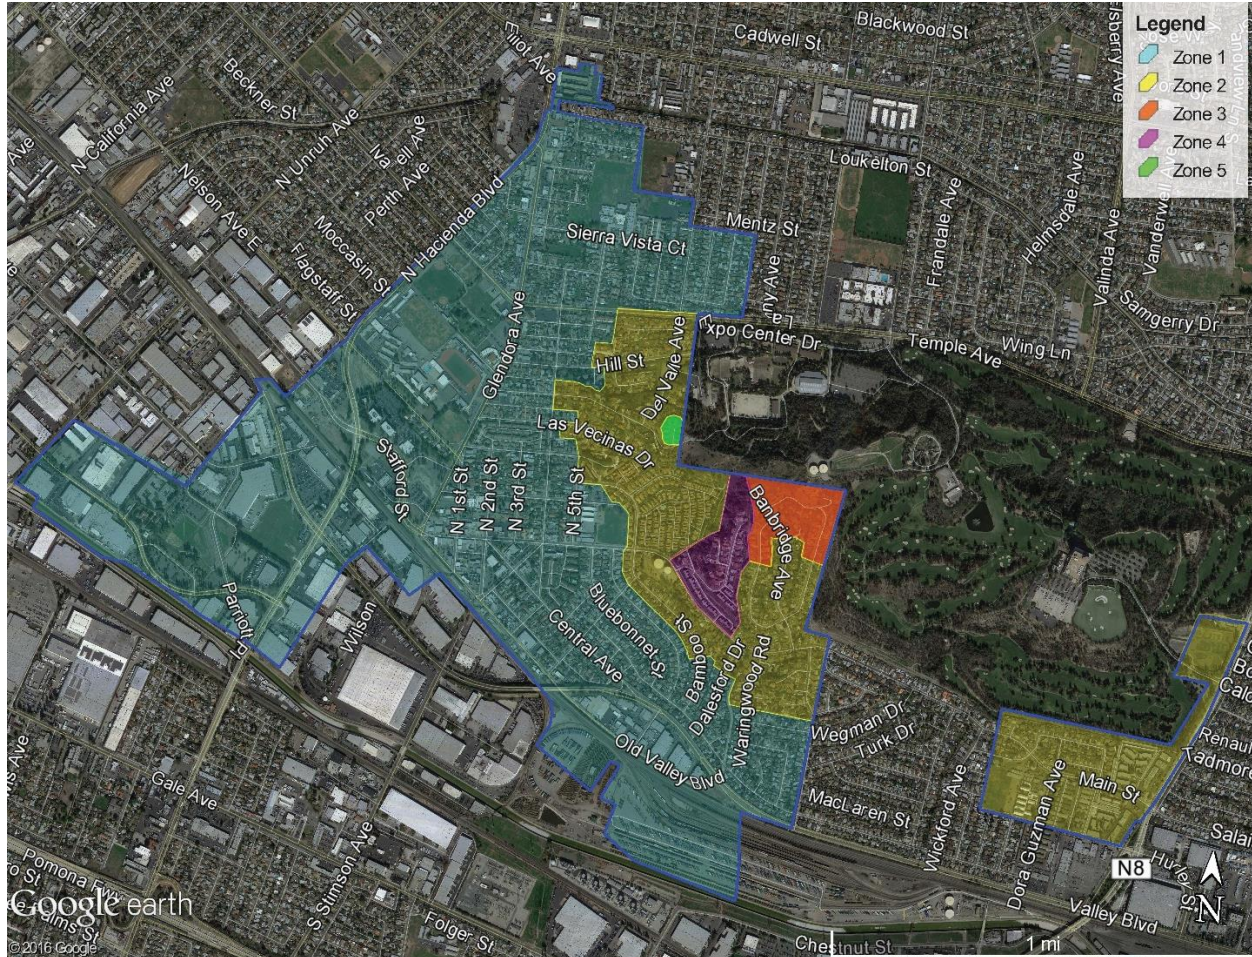 Legend
Zone 1
Zone 2
Zone 3
Zone 4
Zone 5
Blackwood St
Cadwell St
Elliot Ave
Beckner St
N California Ave
N Unruh Ave
Perth Ave
Nelson Ave E
Moccasin St
Flagstaff St
N Hacienda Blvd
Loukelton St
Mentz St
Sierra Vista Ct
Frandale Ave
Helmsdale Ave
Valinda Ave
Samgerry Dr
Expo Center Dr
Temple Ave
Wing Ln
Glendora Ave
Hill St
Del Valle Ave
Las Vecinas Dr
Stafford St
N 1st St
N 2nd St
N 3rd St
N 5th St
Banbridge Ave
Parriott Pl
Wilson
Bluebonnet St
Central Ave
Bamboo St
Dalesford Dr
Waringwood Rd
Wegman Dr
Turk Dr
Old Valley Blvd
MacLaren St
Wickford Ave
Dora Guzman Ave
Main St
Gale Ave
S Stimson Ave
Folger St
Pomona Fwy
N8
Hurley St
Valley Blvd
Chestnut St
N
1 mi
Google earth
© 2016 Google